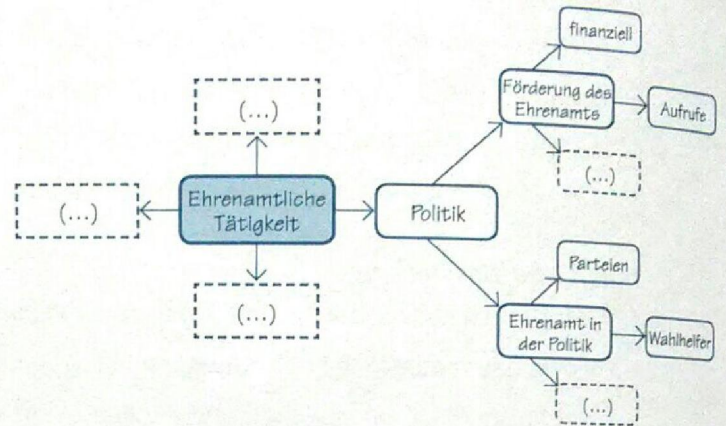 finanziell
Förderung des
Ehrenamts
Aufrufe
(...)
(...)
(...)
Ehrenamtliche
Tätigkeit
Politik
(...)
Parteien
Ehrenamt in
der Politik
Wahlhelfer
(...)